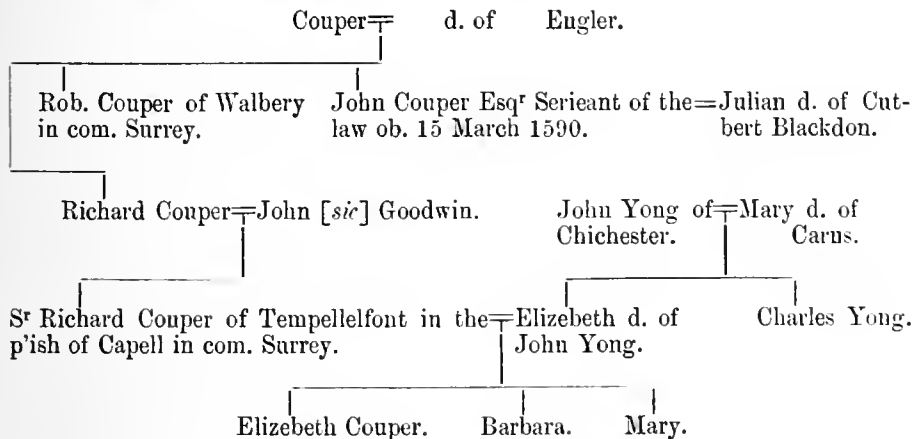 Couper= d. of Eugler.
Rob. Couper of Walbery
in com. Surrey.
John Couper Esqʳ Serieant of the=Julian d. of Cut-
law ob. 15 March 1590. bert Blackdon.
Richard Couper=John [sic] Goodwin.
John Yong of=Mary d. of
Chichester. Carus.
Sʳ Richard Couper of Tempellelfont in the=Elizebeth d. of
p'ish of Capell in com. Surrey. John Yong.
Charles Yong.
Elizebeth Couper. Barbara. Mary.